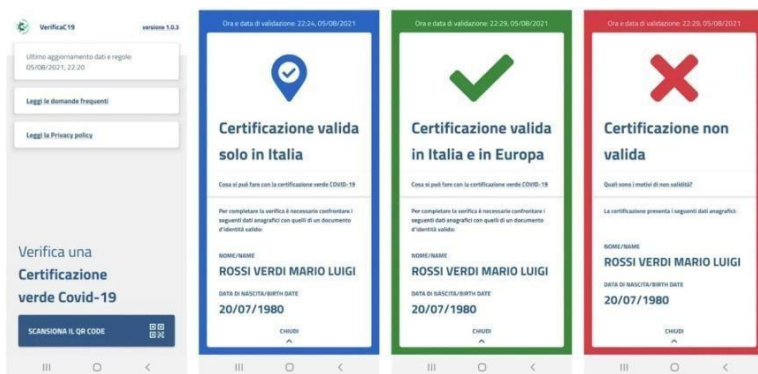 VerificaC19
versione 1.0.3
Ultimo aggiornamento dati e regole:
05/08/2021, 22:20
Leggi le domande frequenti
Leggi la Privacy policy
Verifica una
Certificazione
verde Covid-19
SCANSIONA IL QR CODE
Ora e data di validazione: 22:24, 05/08/2021
Certificazione valida
solo in Italia
Cosa si può fare con la certificazione verde COVID-19
Per completare la verifica è necessario confrontare i
seguenti dati anagrafici con quelli di un documento
d'identità valido:
NOME/NAME
ROSSI VERDI MARIO LUIGI
DATA DI NASCITA/BIRTH DATE
20/07/1980
CHIUDI
Ora e data di validazione: 22:29, 05/08/2021
Certificazione valida
in Italia e in Europa
Cosa si può fare con la certificazione verde COVID-19
Per completare la verifica è necessario confrontare i
seguenti dati anagrafici con quelli di un documento
d'identità valido:
NOME/NAME
ROSSI VERDI MARIO LUIGI
DATA DI NASCITA/BIRTH DATE
20/07/1980
CHIUDI
Ora e data di validazione: 22:29, 05/08/2021
Certificazione non
valida
Quali sono i motivi di non validità?
La certificazione presenta i seguenti dati anagrafici:
NOME/NAME
ROSSI VERDI MARIO LUIGI
DATA DI NASCITA/BIRTH DATE
20/07/1980
CHIUDI